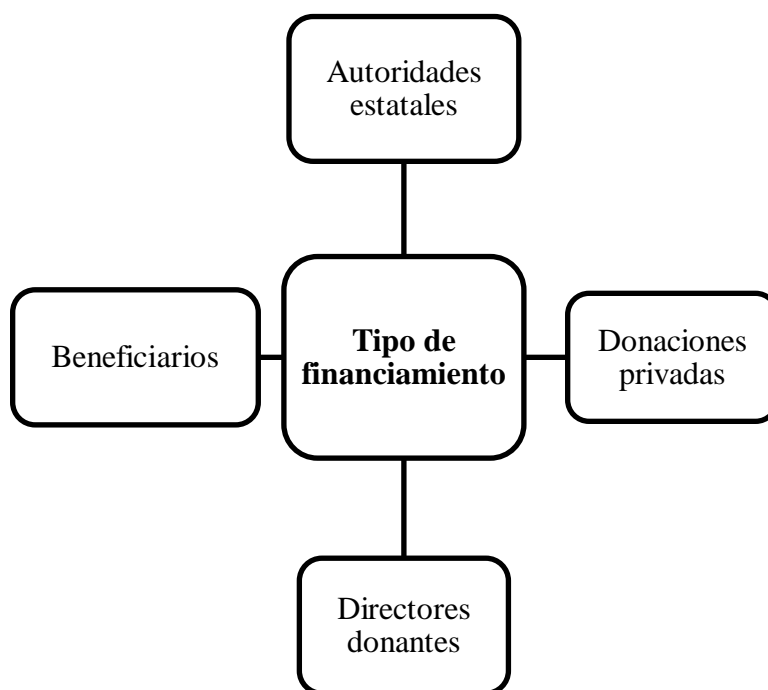 Autoridades
estatales
Beneficiarios
Tipo de
financiamiento
Donaciones
privadas
Directores
donantes